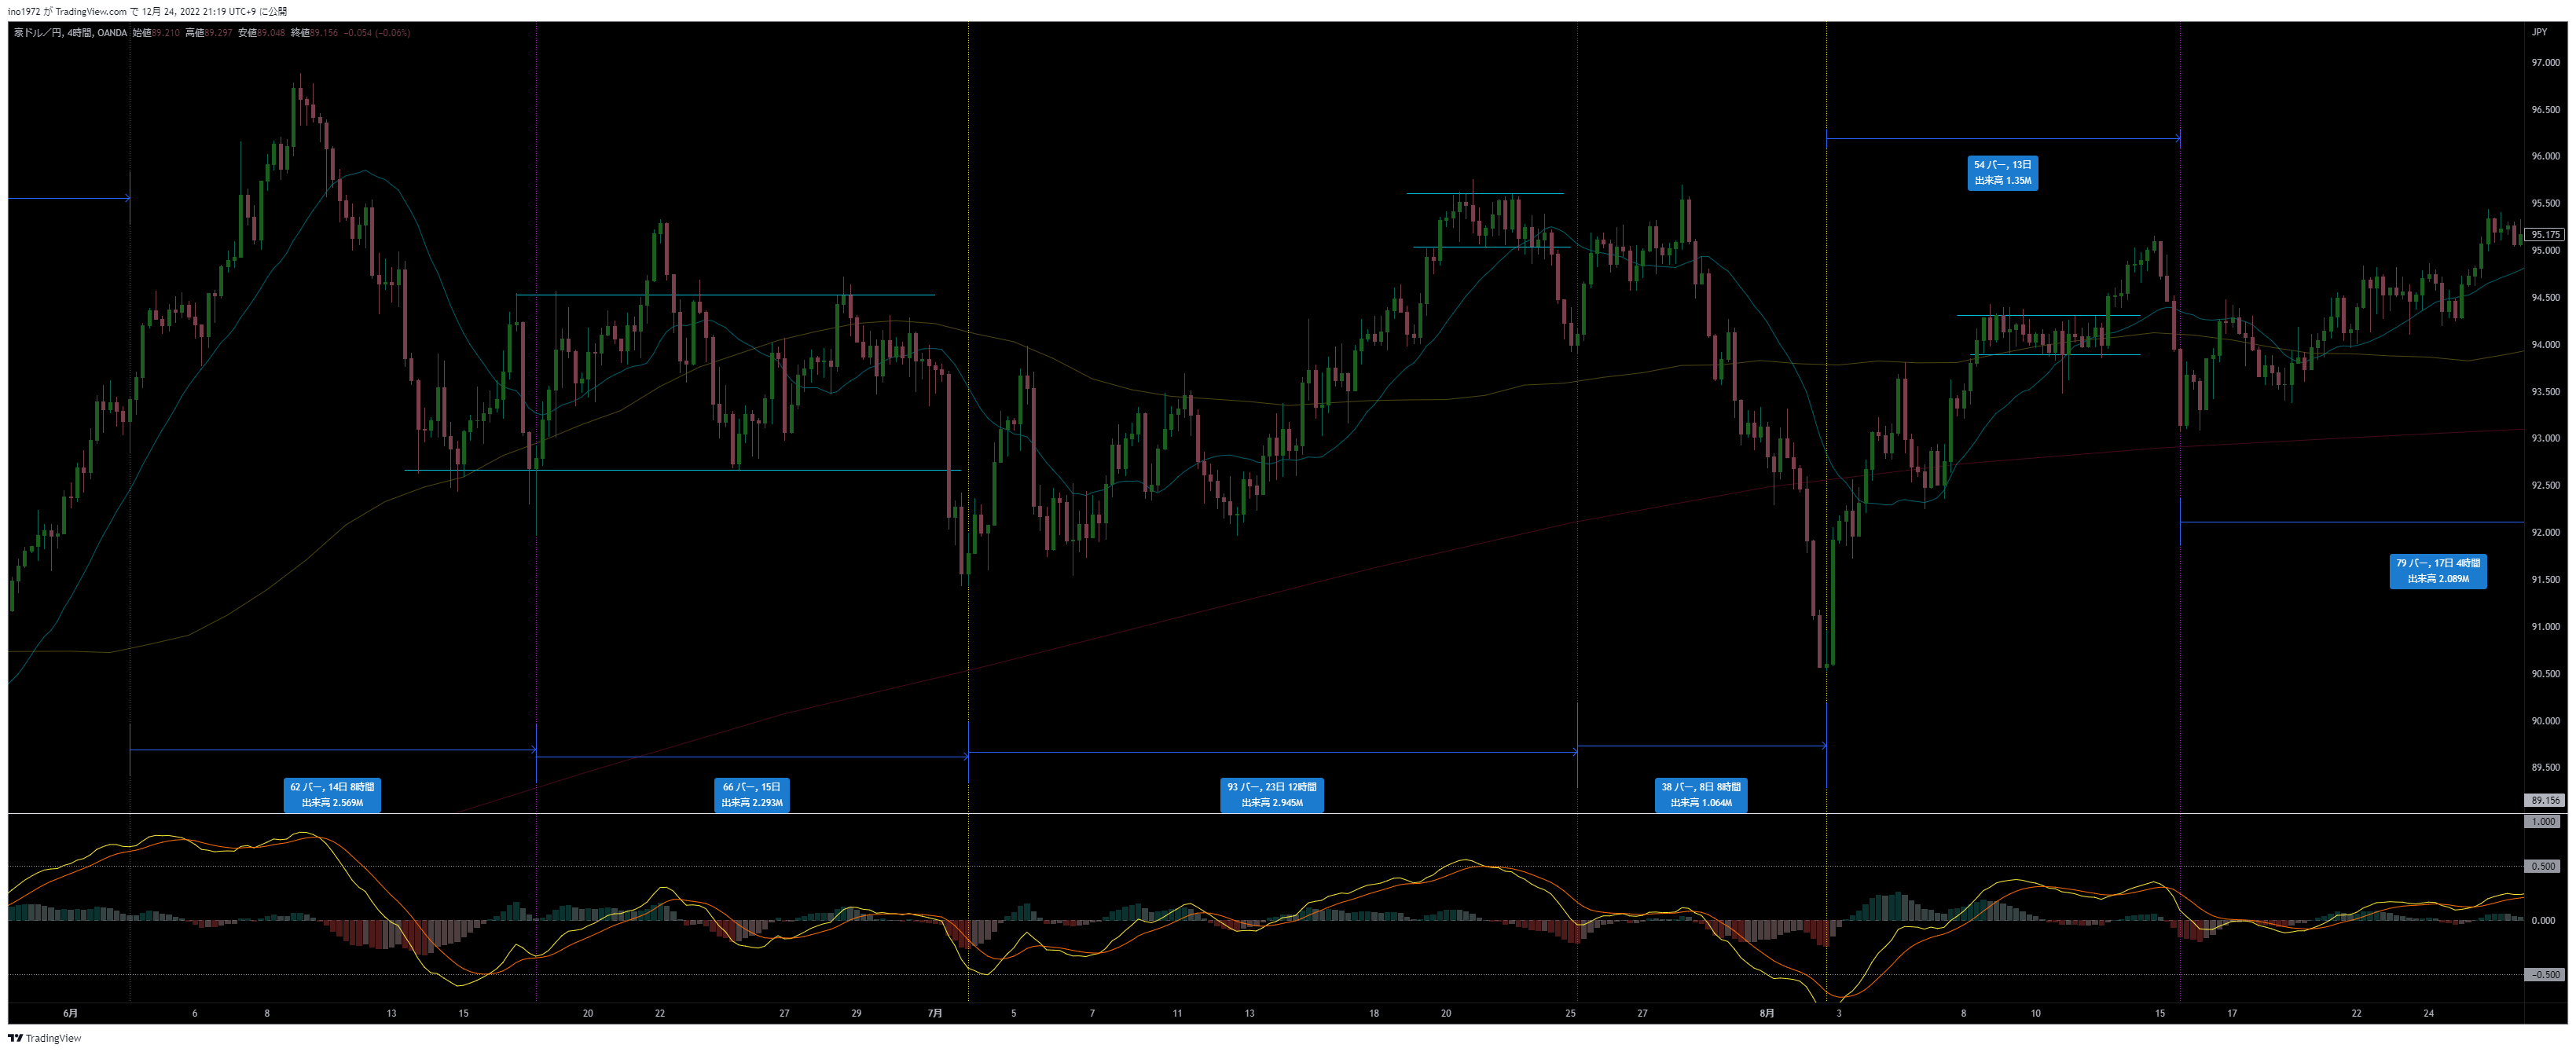 ino1972 が TradingView.com で 12月 24, 2022 21:19 UTC+9 に公開
豪ドル／円, 4時間, OANDA 始値89.210 高値89.297 安値89.048 終値89.156 −0.054 (−0.06%)
JPY
97.000
96.500
96.000
95.500
95.175
95.000
94.500
94.000
93.500
93.000
92.500
92.000
91.500
91.000
90.500
90.000
89.500
89.156
54 バー, 13日
出来高 1.35M
79 バー, 17日 4時間
出来高 2.089M
62 バー, 14日 8時間
出来高 2.569M
66 バー, 15日
出来高 2.293M
93 バー, 23日 12時間
出来高 2.945M
38 バー, 8日 8時間
出来高 1.064M
1.000
0.500
0.000
−0.500
6月 6 8 13 15 20 22 27 29 7月 5 7 11 13 18 20 25 27 8月 3 8 10 15 17 22 24
TradingView